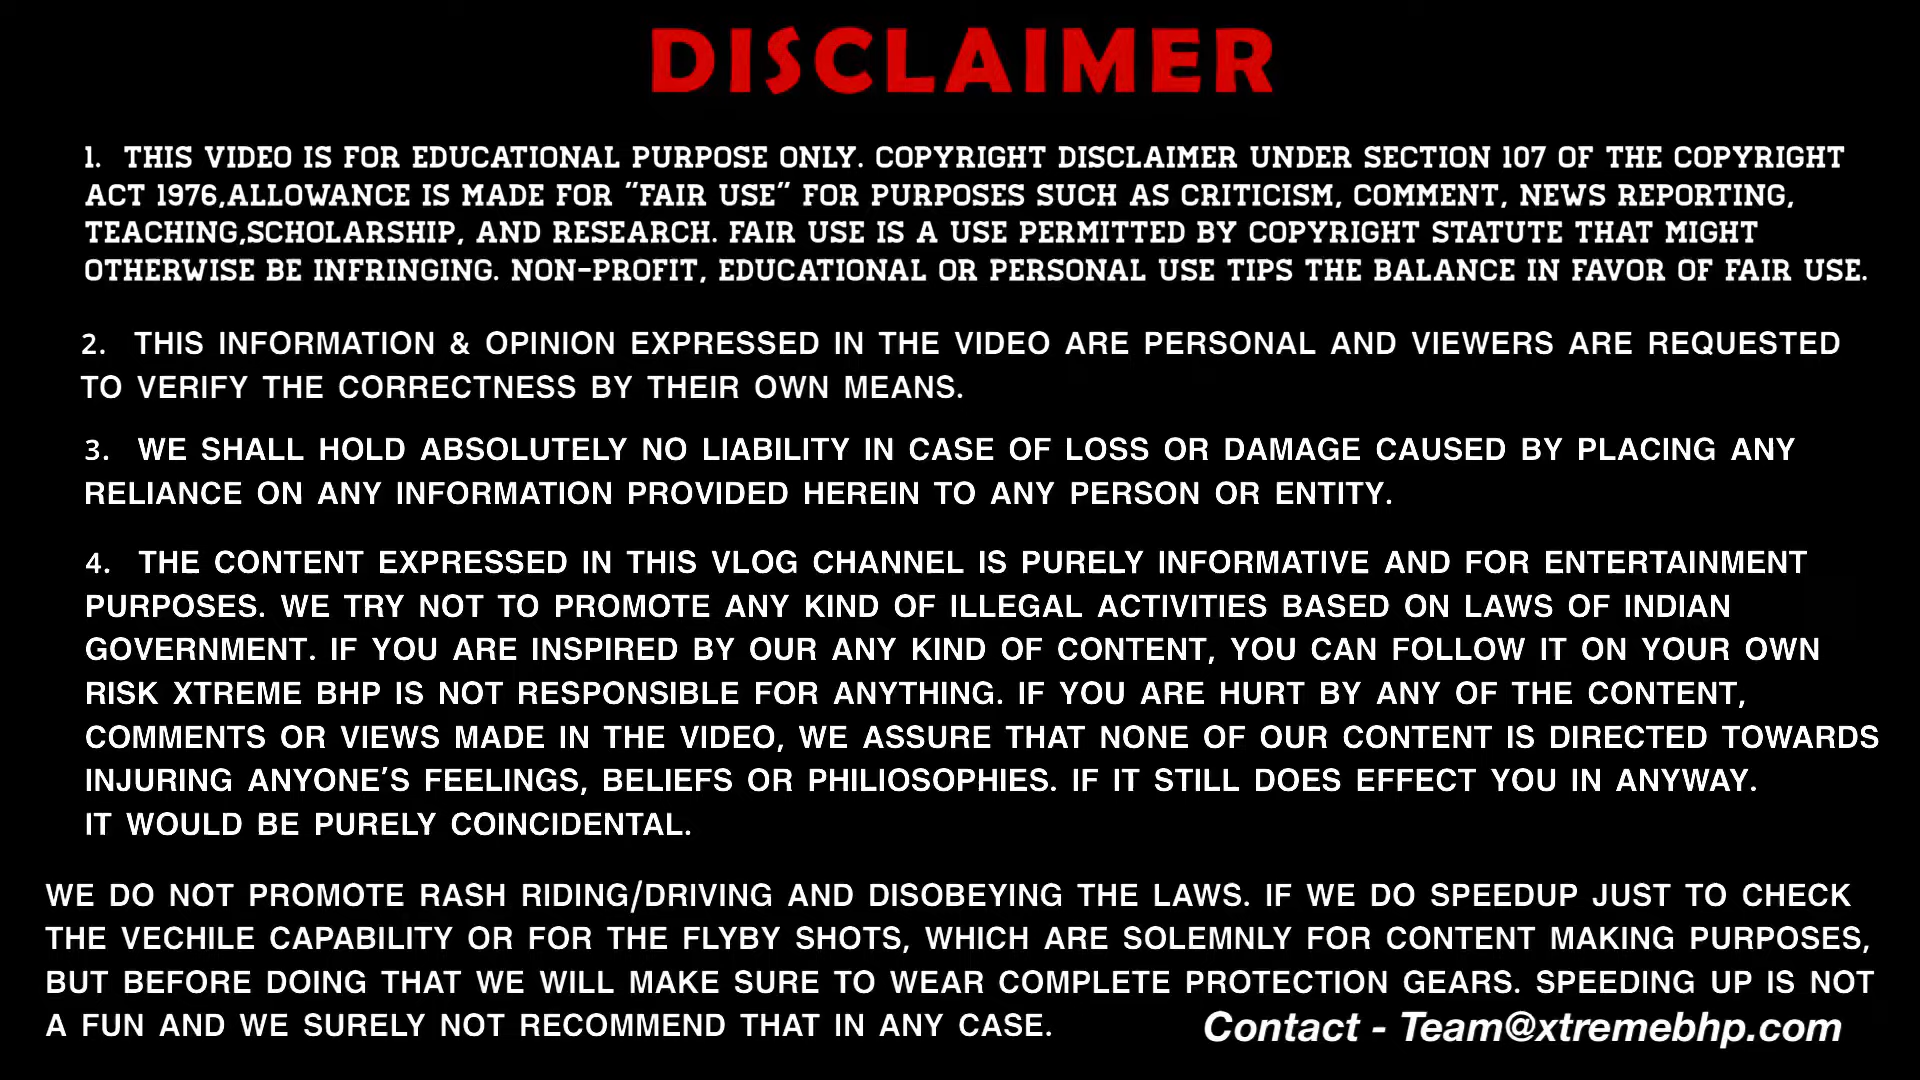 DISCLAIMER
1. THIS VIDEO IS FOR EDUCATIONAL PURPOSE ONLY. COPYRIGHT DISCLAIMER UNDER SECTION 107 OF THE COPYRIGHT
ACT 1976,ALLOWANCE IS MADE FOR "FAIR USE" FOR PURPOSES SUCH AS CRITICISM, COMMENT, NEWS REPORTING,
TEACHING,SCHOLARSHIP, AND RESEARCH. FAIR USE IS A USE PERMITTED BY COPYRIGHT STATUTE THAT MIGHT
OTHERWISE BE INFRINGING. NON-PROFIT, EDUCATIONAL OR PERSONAL USE TIPS THE BALANCE IN FAVOR OF FAIR USE.
2. THIS INFORMATION & OPINION EXPRESSED IN THE VIDEO ARE PERSONAL AND VIEWERS ARE REQUESTED
TO VERIFY THE CORRECTNESS BY THEIR OWN MEANS.
3. WE SHALL HOLD ABSOLUTELY NO LIABILITY IN CASE OF LOSS OR DAMAGE CAUSED BY PLACING ANY
RELIANCE ON ANY INFORMATION PROVIDED HEREIN TO ANY PERSON OR ENTITY.
4. THE CONTENT EXPRESSED IN THIS VLOG CHANNEL IS PURELY INFORMATIVE AND FOR ENTERTAINMENT
PURPOSES. WE TRY NOT TO PROMOTE ANY KIND OF ILLEGAL ACTIVITIES BASED ON LAWS OF INDIAN
GOVERNMENT. IF YOU ARE INSPIRED BY OUR ANY KIND OF CONTENT, YOU CAN FOLLOW IT ON YOUR OWN
RISK XTREME BHP IS NOT RESPONSIBLE FOR ANYTHING. IF YOU ARE HURT BY ANY OF THE CONTENT,
COMMENTS OR VIEWS MADE IN THE VIDEO, WE ASSURE THAT NONE OF OUR CONTENT IS DIRECTED TOWARDS
INJURING ANYONE'S FEELINGS, BELIEFS OR PHILIOSOPHIES. IF IT STILL DOES EFFECT YOU IN ANYWAY.
IT WOULD BE PURELY COINCIDENTAL.
WE DO NOT PROMOTE RASH RIDING/DRIVING AND DISOBEYING THE LAWS. IF WE DO SPEEDUP JUST TO CHECK
THE VECHILE CAPABILITY OR FOR THE FLYBY SHOTS, WHICH ARE SOLEMNLY FOR CONTENT MAKING PURPOSES,
BUT BEFORE DOING THAT WE WILL MAKE SURE TO WEAR COMPLETE PROTECTION GEARS. SPEEDING UP IS NOT
A FUN AND WE SURELY NOT RECOMMEND THAT IN ANY CASE.
Contact - Team@xtremebhp.com